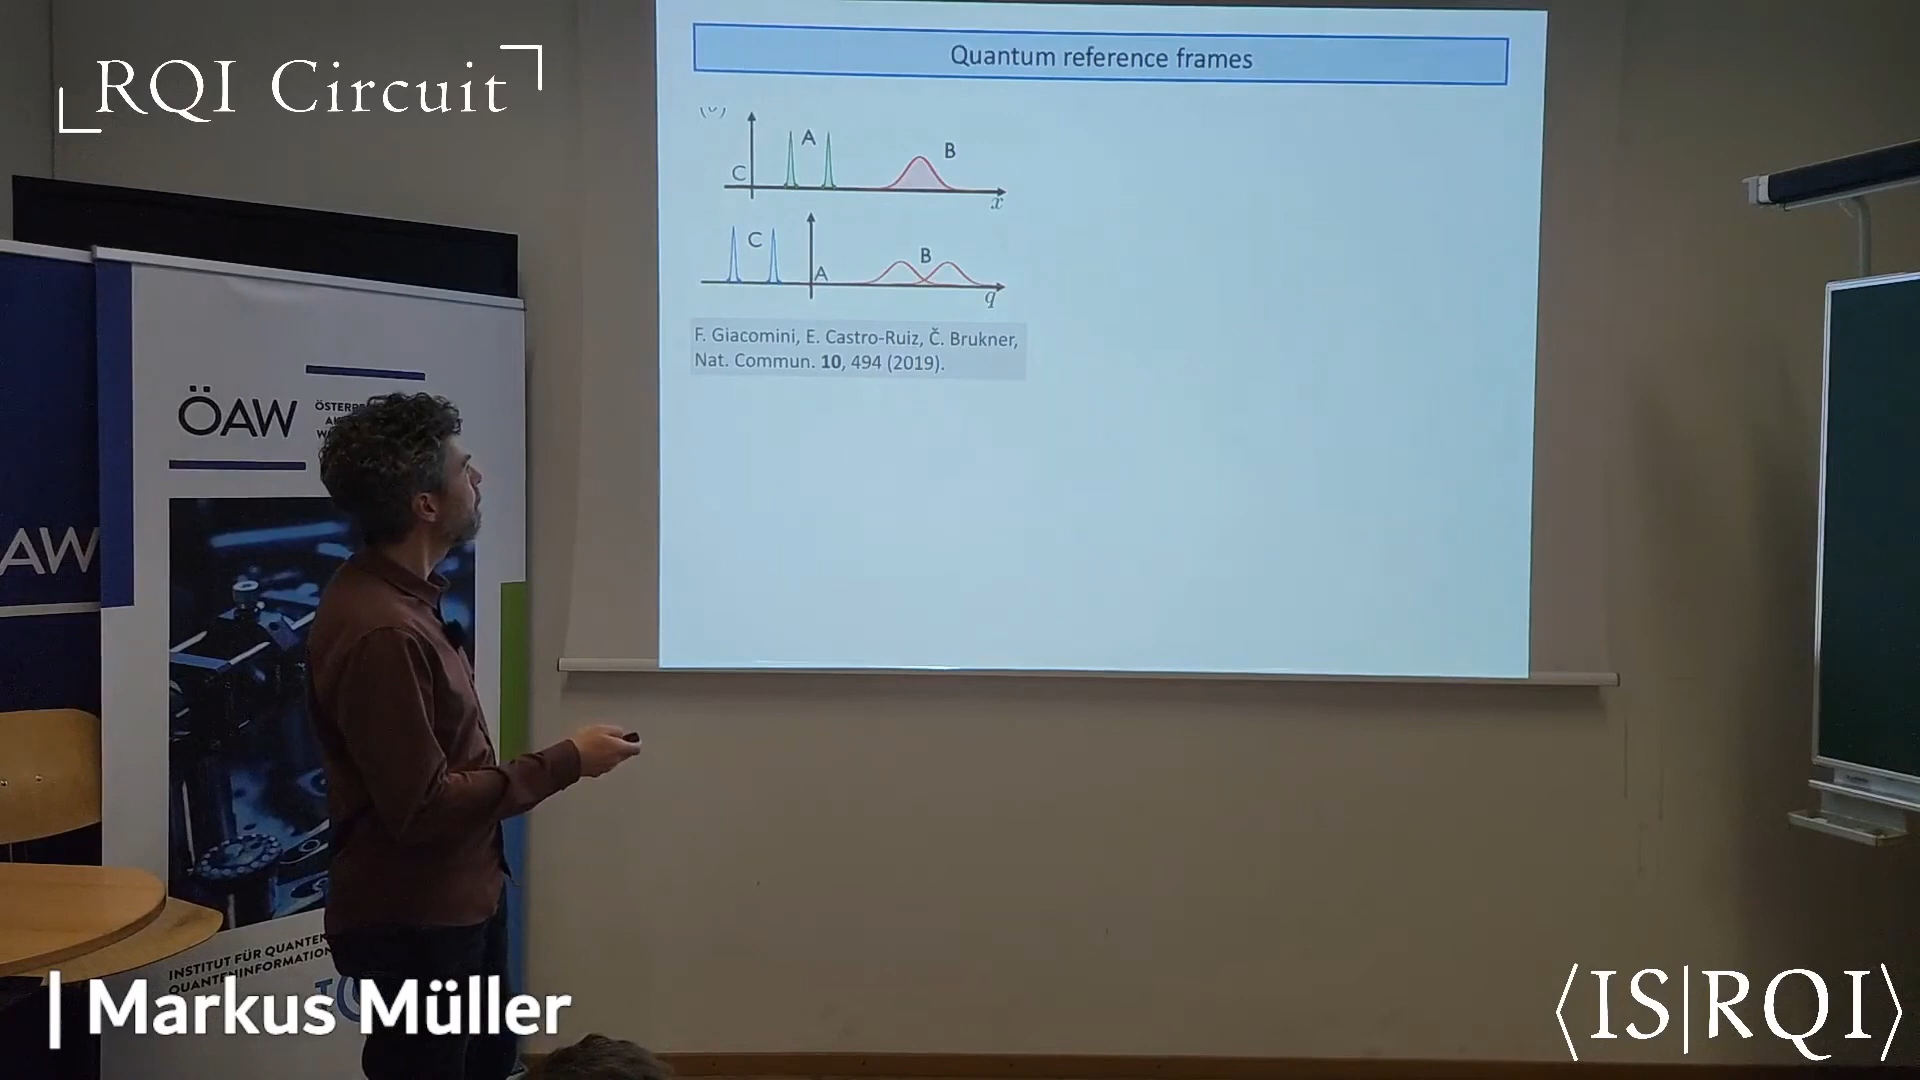 RQI Circuit
Quantum reference frames
A
B
C
x
C
B
A
q
F. Giacomini, E. Castro-Ruiz, Č. Brukner,
Nat. Commun. 10, 494 (2019).
ÖAW
AW
INSTITUT FÜR QUANTEN
QUANTENINFORMATION
Markus Müller
⟨IS|RQI⟩